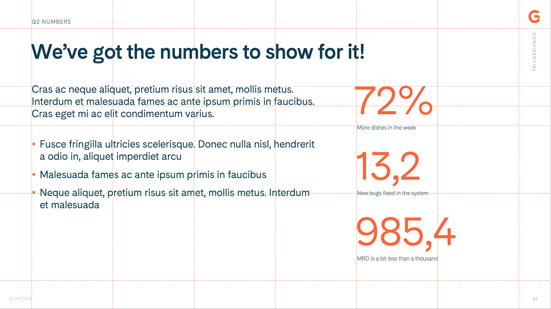 Q2 NUMBERS
G
CONFIDENTIAL
We've got the numbers to show for it!
Cras ac neque aliquet, pretium risus sit amet, mollis metus.
Interdum et malesuada fames ac ante ipsum primis in faucibus.
Cras eget mi ac elit condimentum varius.
• Fusce fringilla ultricies scelerisque. Donec nulla nisl, hendrerit
a odio in, aliquet imperdiet arcu
• Malesuada fames ac ante ipsum primis in faucibus
• Neque aliquet, pretium risus sit amet, mollis metus. Interdum
et malesuada
72%
More dishes in the week
13,2
New bugs fixed in the system
985,4
MRD is a bit less than a thousand